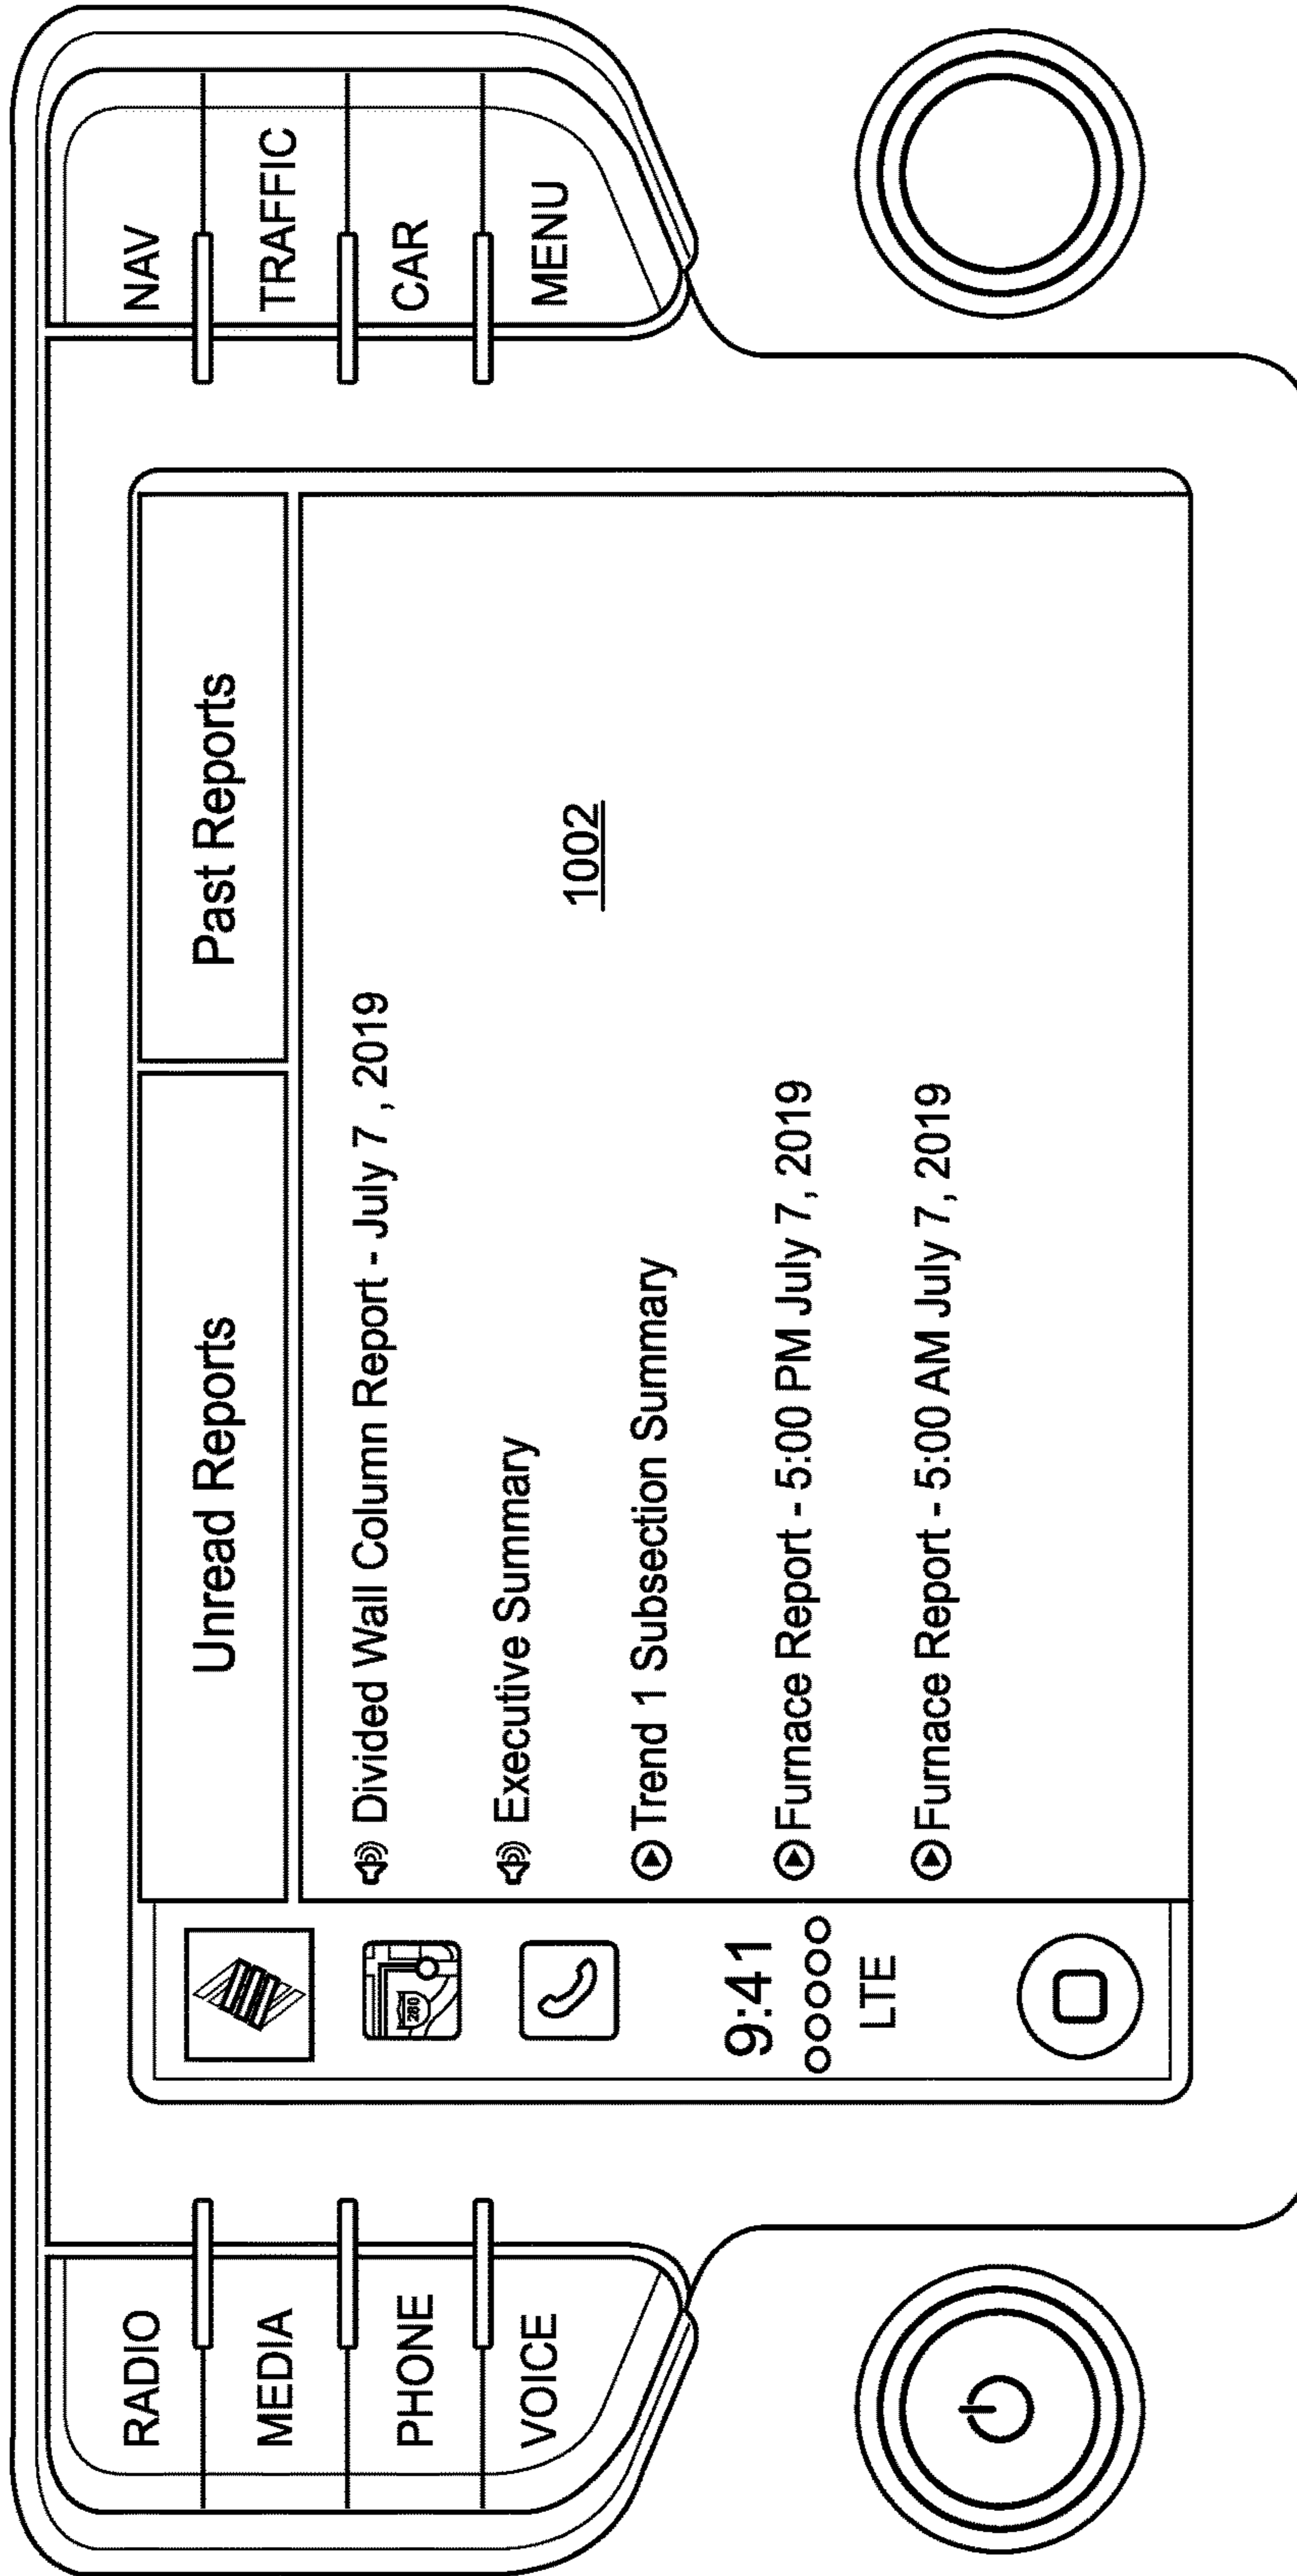 RADIO
MEDIA
PHONE
VOICE
280
9:41
LTE
Unread Reports
Past Reports
Divided Wall Column Report - July 7 , 2019
Executive Summary
1002
Trend 1 Subsection Summary
Furnace Report - 5:00 PM July 7, 2019
Furnace Report - 5:00 AM July 7, 2019
NAV
TRAFFIC
CAR
MENU